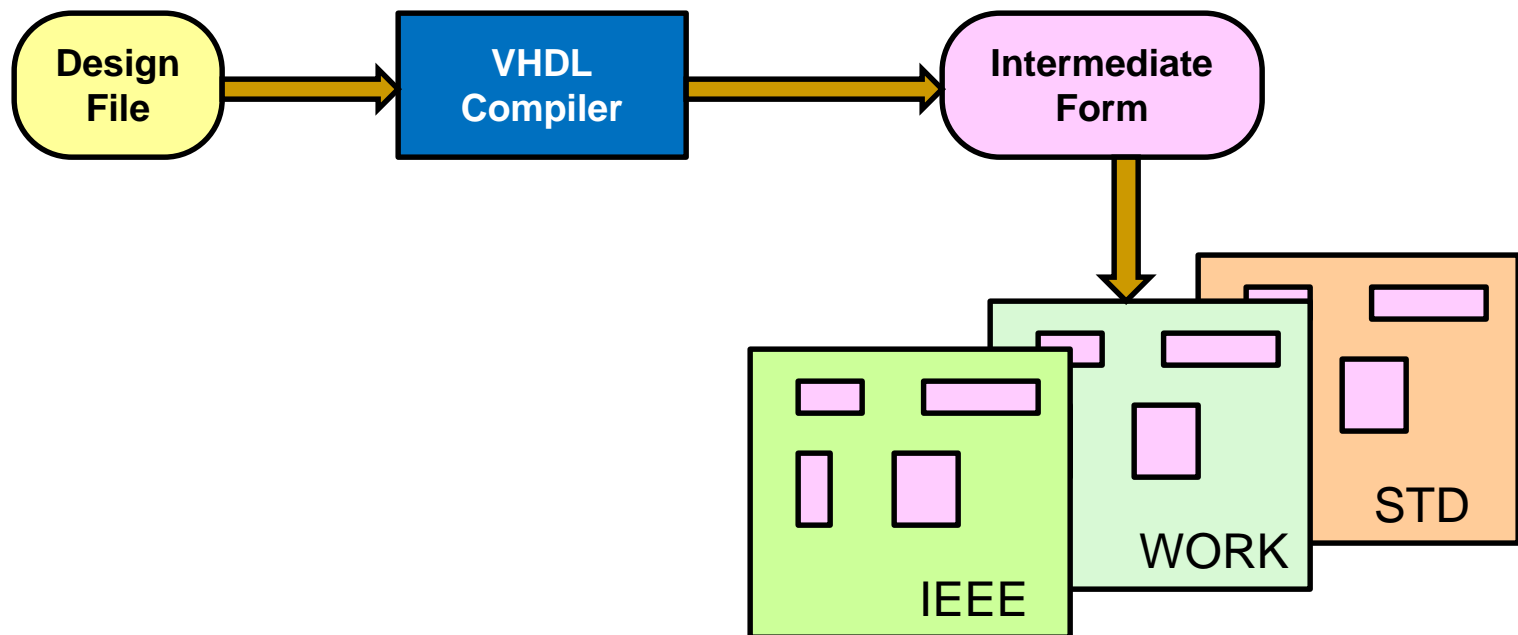 Design
File
VHDL
Compiler
Intermediate
Form
STD
WORK
IEEE